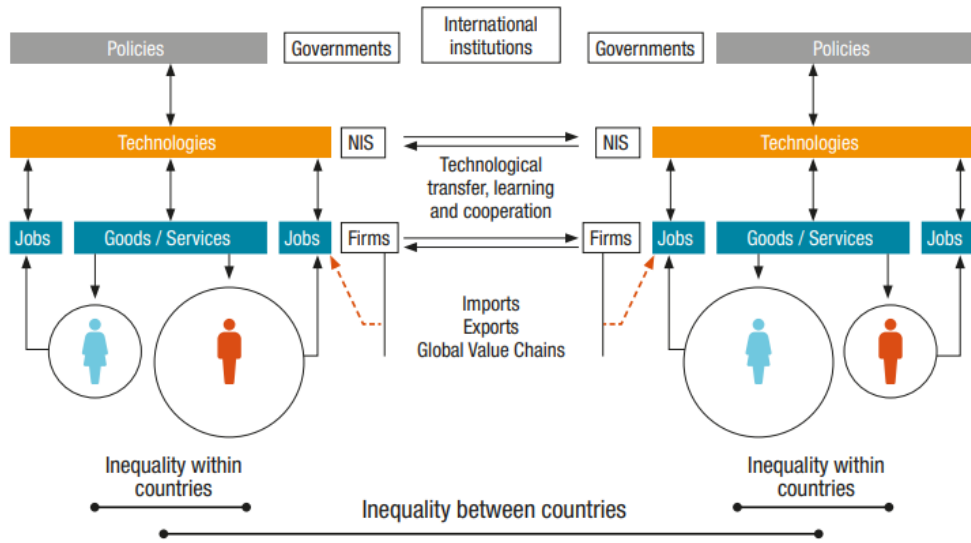 International
institutions
Policies
Governments
Governments
Policies
Technologies
NIS
NIS
Technologies
Technological
transfer, learning
and cooperation
Jobs
Goods / Services
Jobs
Firms
Firms
Jobs
Goods / Services
Jobs
Imports
Exports
Global Value Chains
Inequality within
countries
Inequality within
countries
Inequality between countries